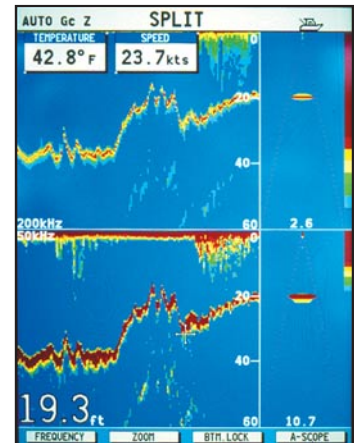 AUTO Gc Z SPLIT
TEMPERATURE SPEED
42.8°F 23.7kts
0
20
40
200kHz 60 2.6
50kHz 0
20
40
19.3ft 60 10.7
FREQUENCY ZOOM BTM.LOCK A-SCOPE